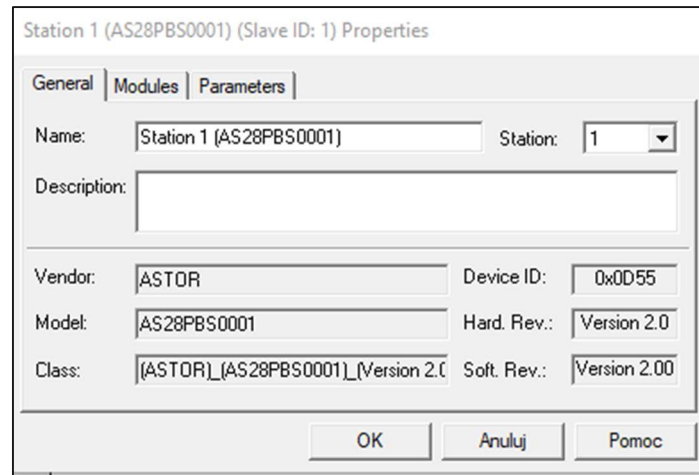 Station 1 (AS28PBS0001) (Slave ID: 1) Properties
General Modules Parameters
Name: Station 1 (AS28PBS0001) Station: 1
Description:
Vendor: ASTOR Device ID: 0x0D55
Model: AS28PBS0001 Hard. Rev.: Version 2.0
Class: (ASTOR)_(AS28PBS0001)_(Version 2.0 Soft. Rev.: Version 2.00
OK Anuluj Pomoc